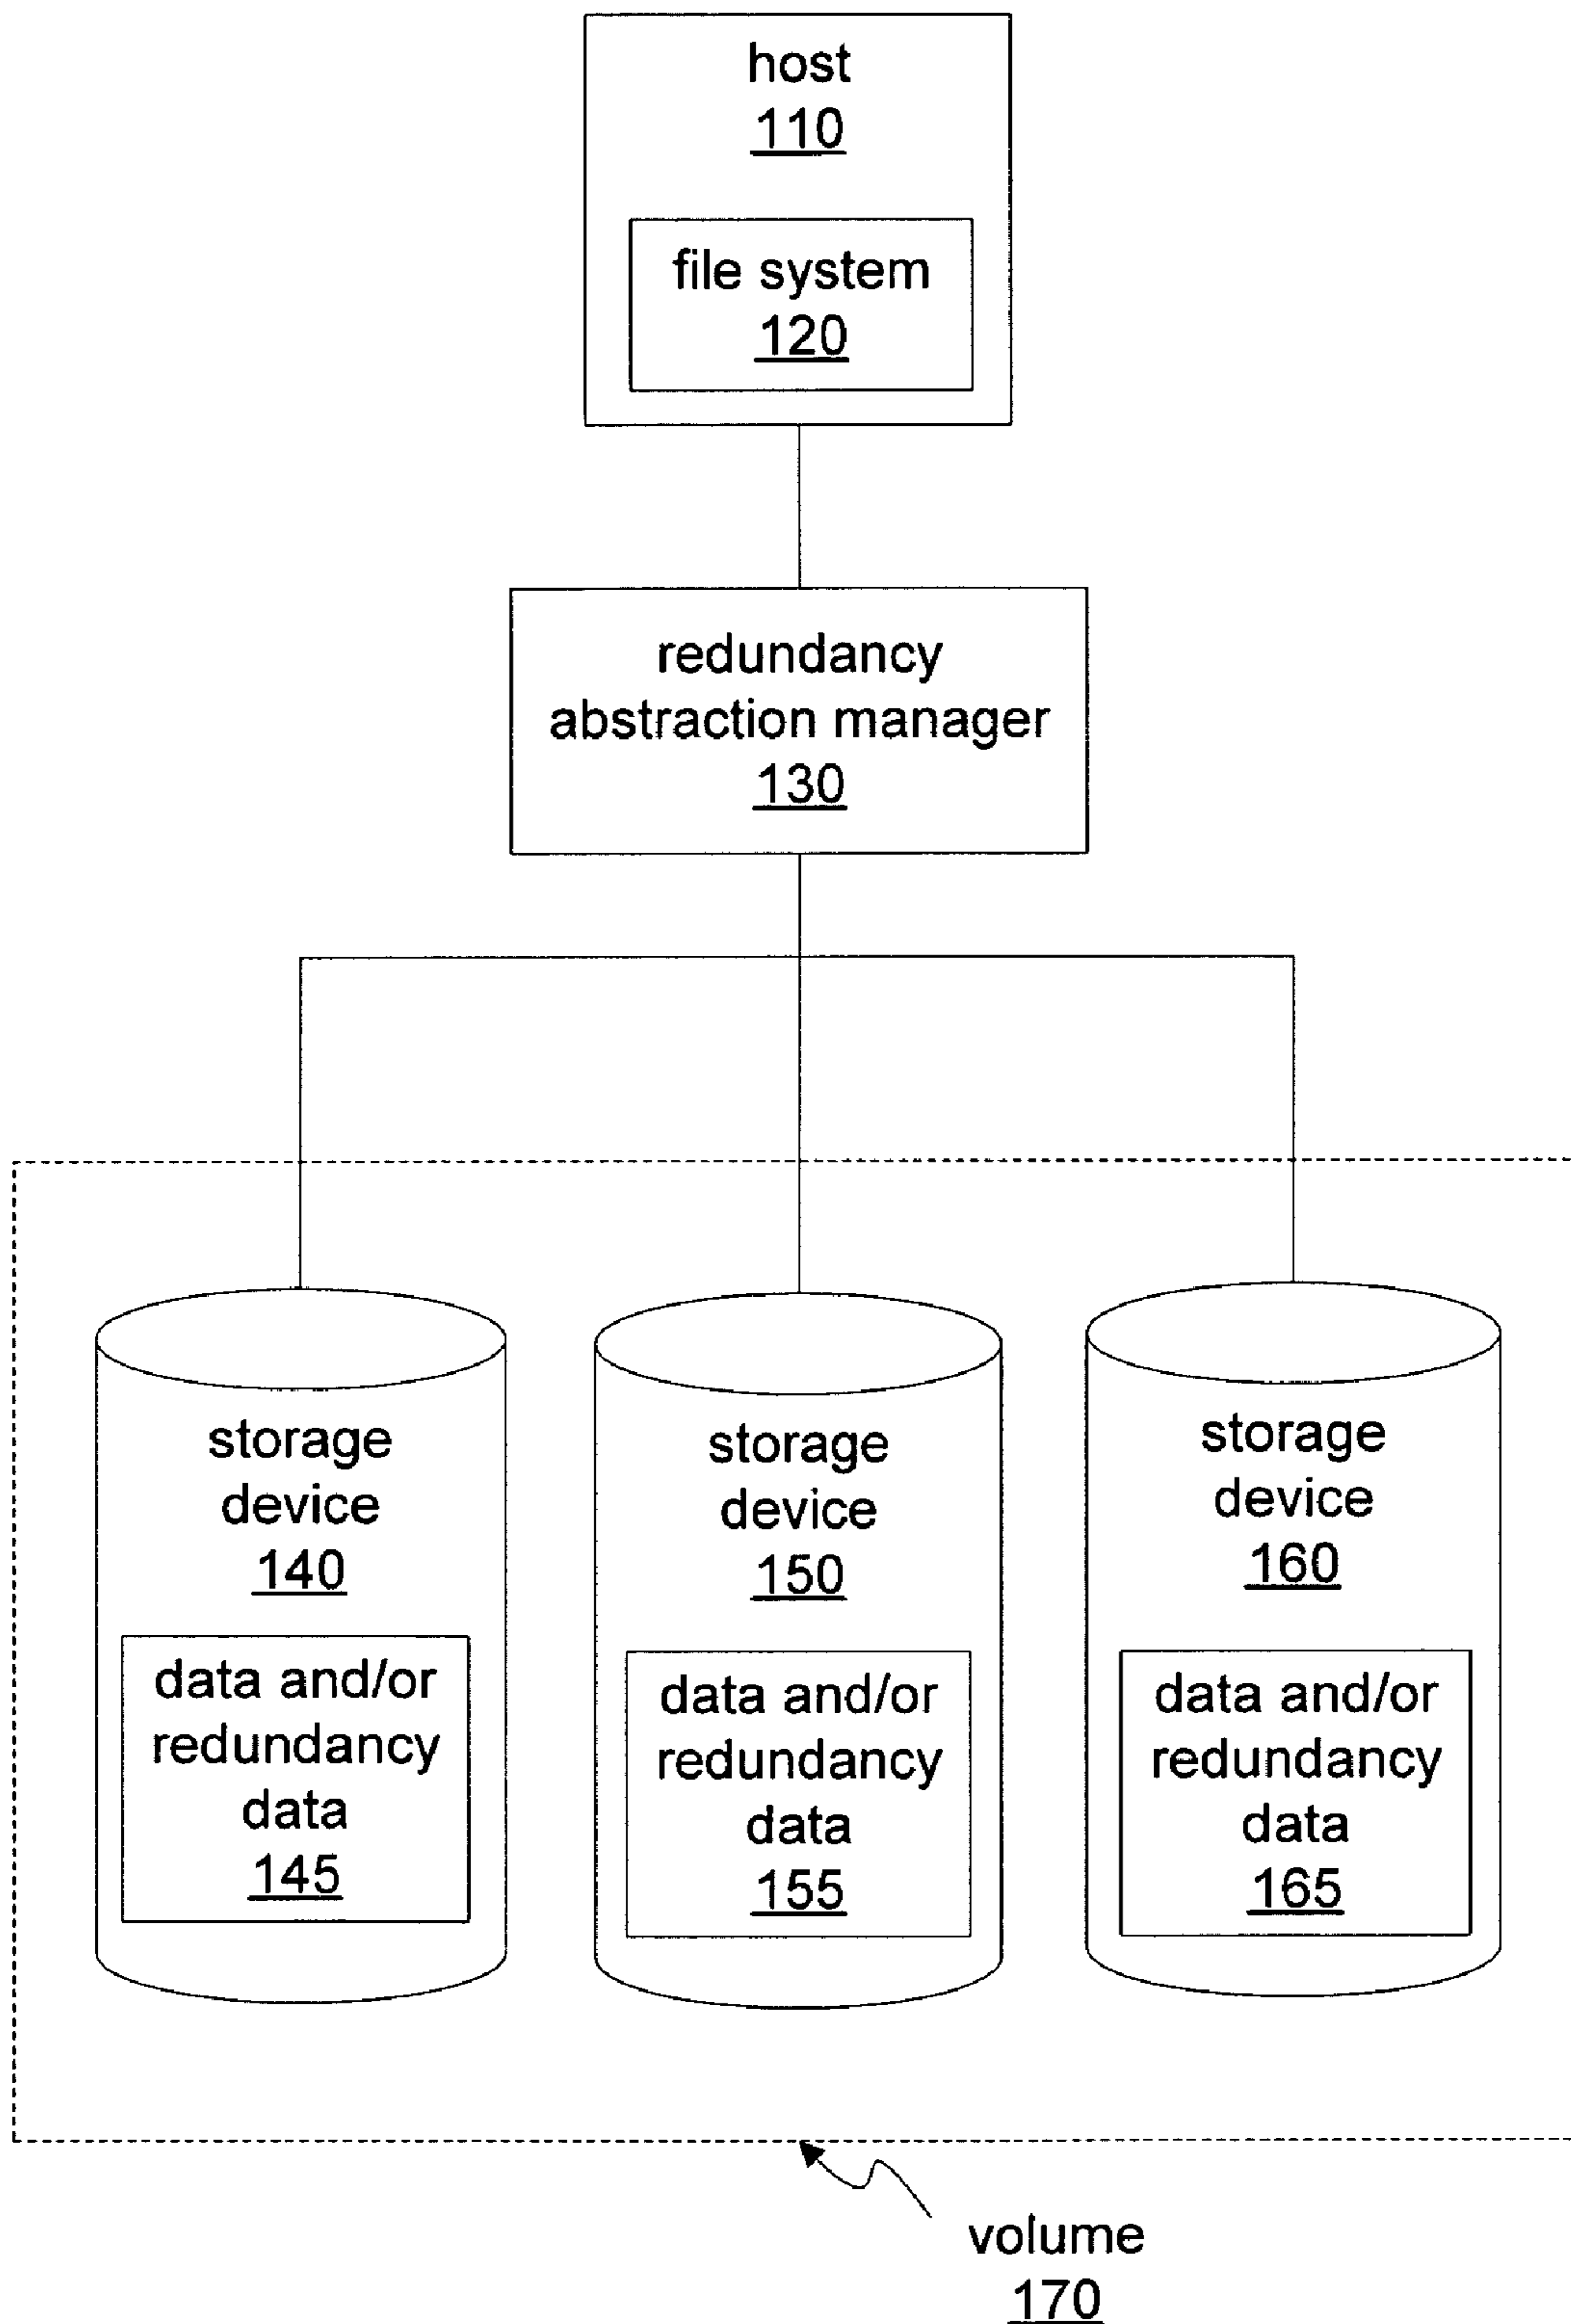 host
110
file system
120
redundancy
abstraction manager
130
storage
device
140
data and/or
redundancy
data
145
storage
device
150
data and/or
redundancy
data
155
storage
device
160
data and/or
redundancy
data
165
volume
170